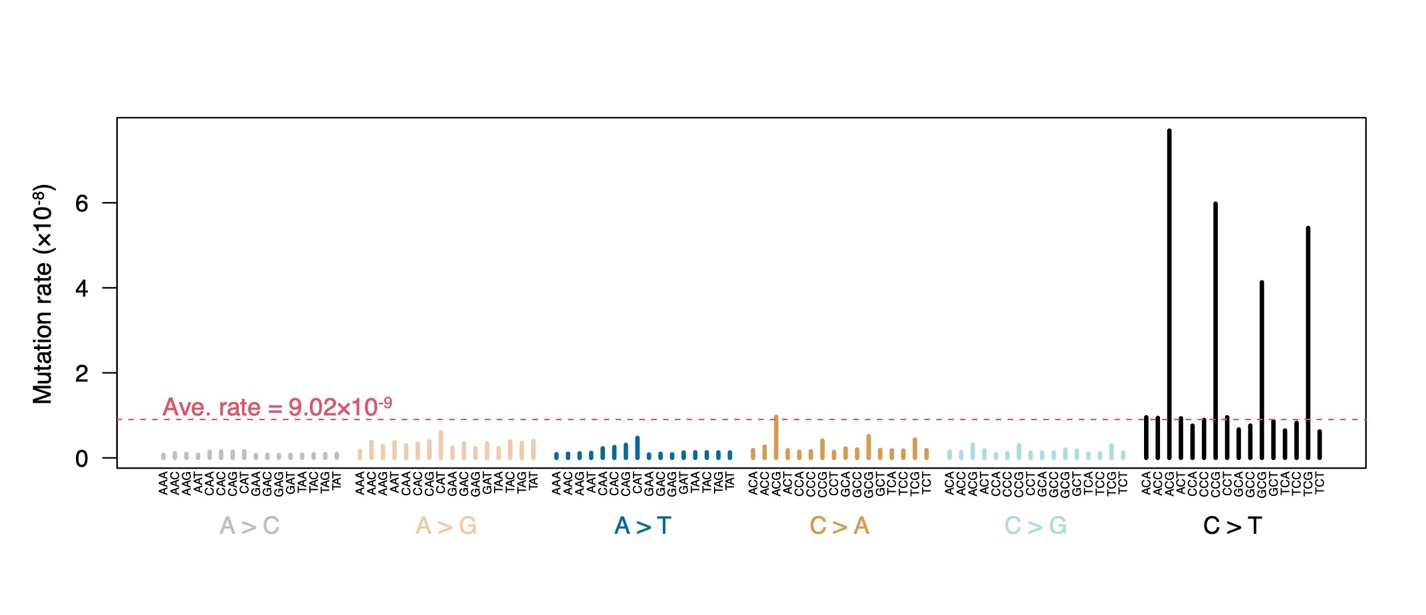 Mutation rate (×10-8)
6
4
2
0
Ave. rate = 9.02×10-9
AAA AAC AAG AAT CAA CAC CAG CAT GAA GAC GAG GAT TAA TAC TAG TAT
AAA AAC AAG AAT CAA CAC CAG CAT GAA GAC GAG GAT TAA TAC TAG TAT
AAA AAC AAG AAT CAA CAC CAG CAT GAA GAC GAG GAT TAA TAC TAG TAT
ACA ACC ACG ACT CCA CCC CCG CCT GCA GCC GCG GCT TCA TCC TCG TCT
ACA ACC ACG ACT CCA CCC CCG CCT GCA GCC GCG GCT TCA TCC TCG TCT
ACA ACC ACG ACT CCA CCC CCG CCT GCA GCC GCG GCT TCA TCC TCG TCT
A > C
A > G
A > T
C > A
C > G
C > T